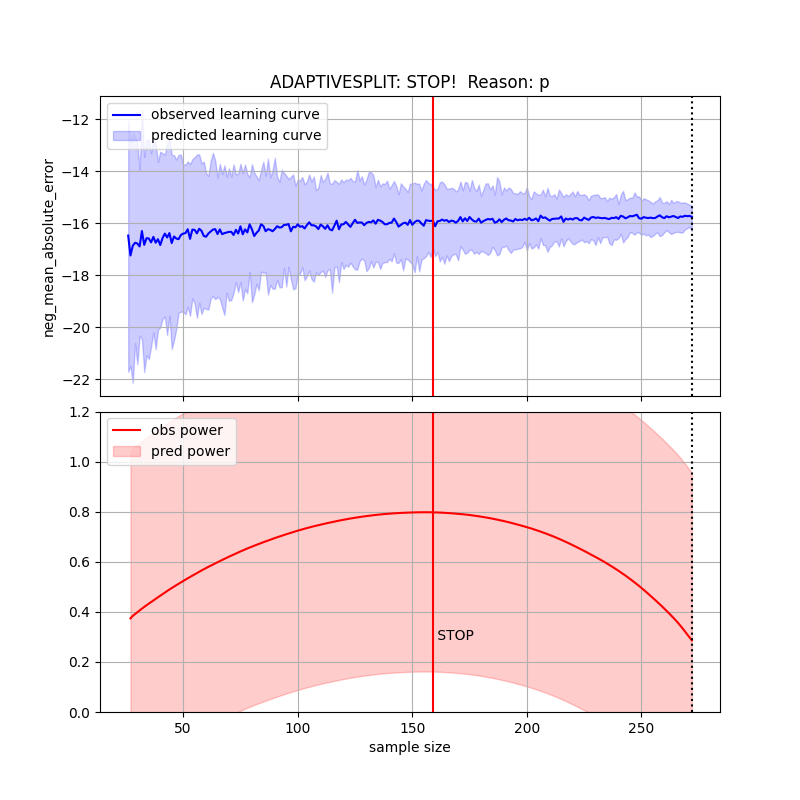 ADAPTIVESPLIT: STOP!  Reason: p
observed learning curve
predicted learning curve
neg_mean_absolute_error
−12
−14
−16
−18
−20
−22
obs power
pred power
1.2
1.0
0.8
0.6
0.4
0.2
0.0
STOP
50
100
150
200
250
sample size